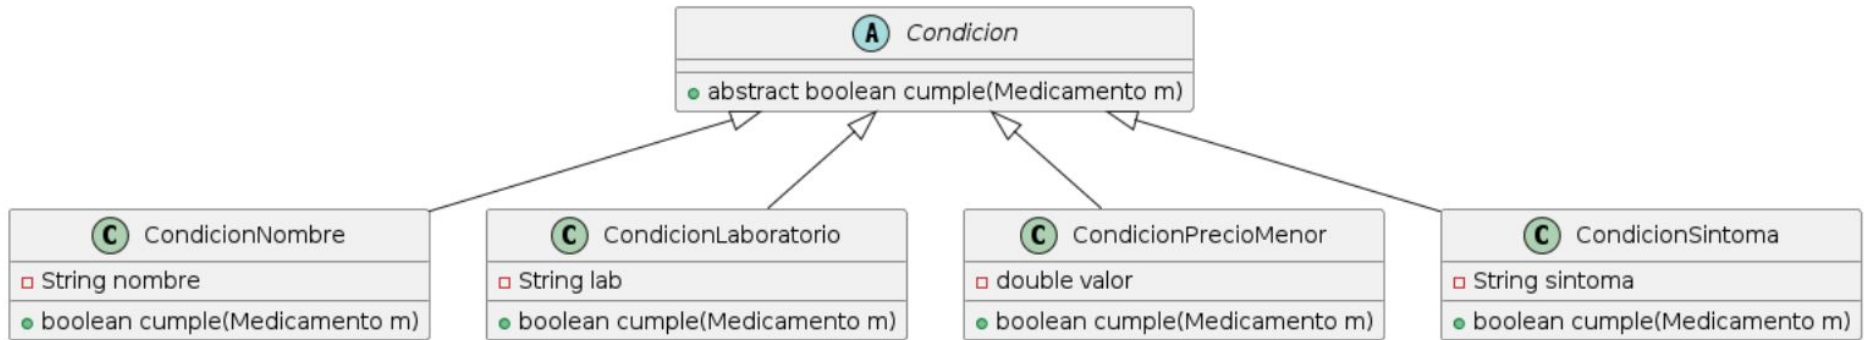 A Condicion
abstract boolean cumple(Medicamento m)
C CondicionNombre
String nombre
boolean cumple(Medicamento m)
C CondicionLaboratorio
String lab
boolean cumple(Medicamento m)
C CondicionPrecioMenor
double valor
boolean cumple(Medicamento m)
C CondicionSintoma
String sintoma
boolean cumple(Medicamento m)